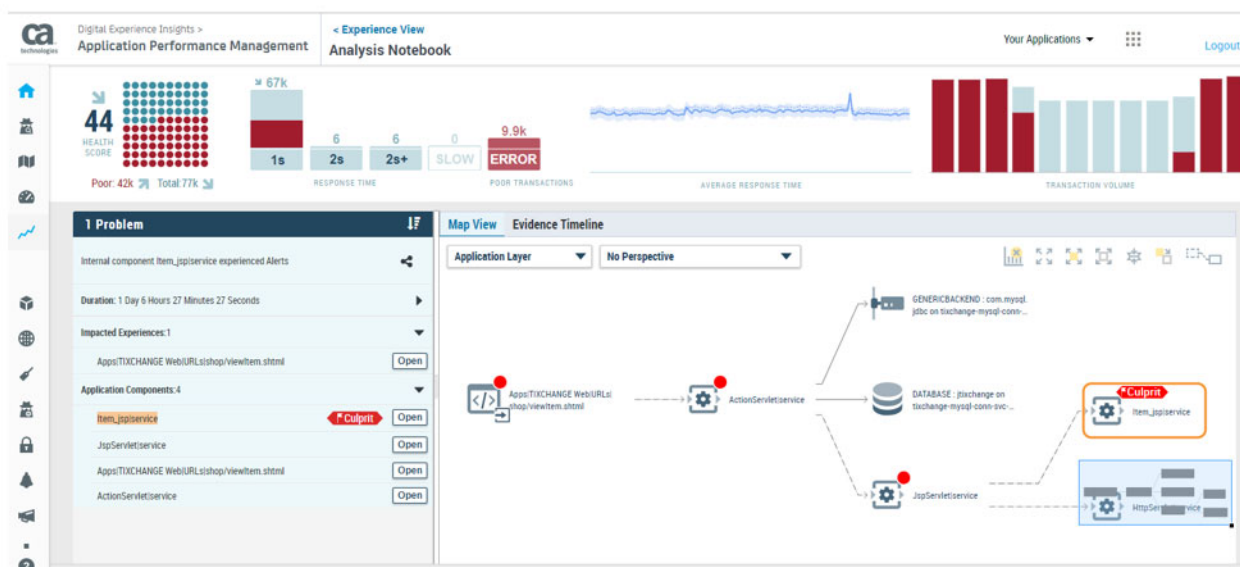 ca
technologies
Digital Experience Insights >
Application Performance Management
< Experience View
Analysis Notebook
Your Applications
Logout
44
HEALTH
SCORE
Poor: 42k Total:77k
67k
6
6
0
9.9k
1s
2s
2s+
SLOW
ERROR
RESPONSE TIME
POOR TRANSACTIONS
AVERAGE RESPONSE TIME
TRANSACTION VOLUME
1 Problem
Internal component Item_jsp|service experienced Alerts
Duration: 1 Day 6 Hours 27 Minutes 27 Seconds
Impacted Experiences:1
Apps|TIXCHANGE Web|URLs|shop/viewItem.shtml
Open
Application Components:4
Item_jsp|service
Culprit
Open
JspServlet|service
Open
Apps|TIXCHANGE Web|URLs|shop/viewItem.shtml
Open
ActionServlet|service
Open
Map View
Evidence Timeline
Application Layer
No Perspective
GENERICBACKEND : com.mysql.
jdbc on tixchange-mysql-conn-...
Apps|TIXCHANGE Web|URLs|
shop/viewItem.shtml
ActionServlet|service
DATABASE : jtixchange on
tixchange-mysql-conn-svc-...
Culprit
Item_jsp|service
JspServlet|service